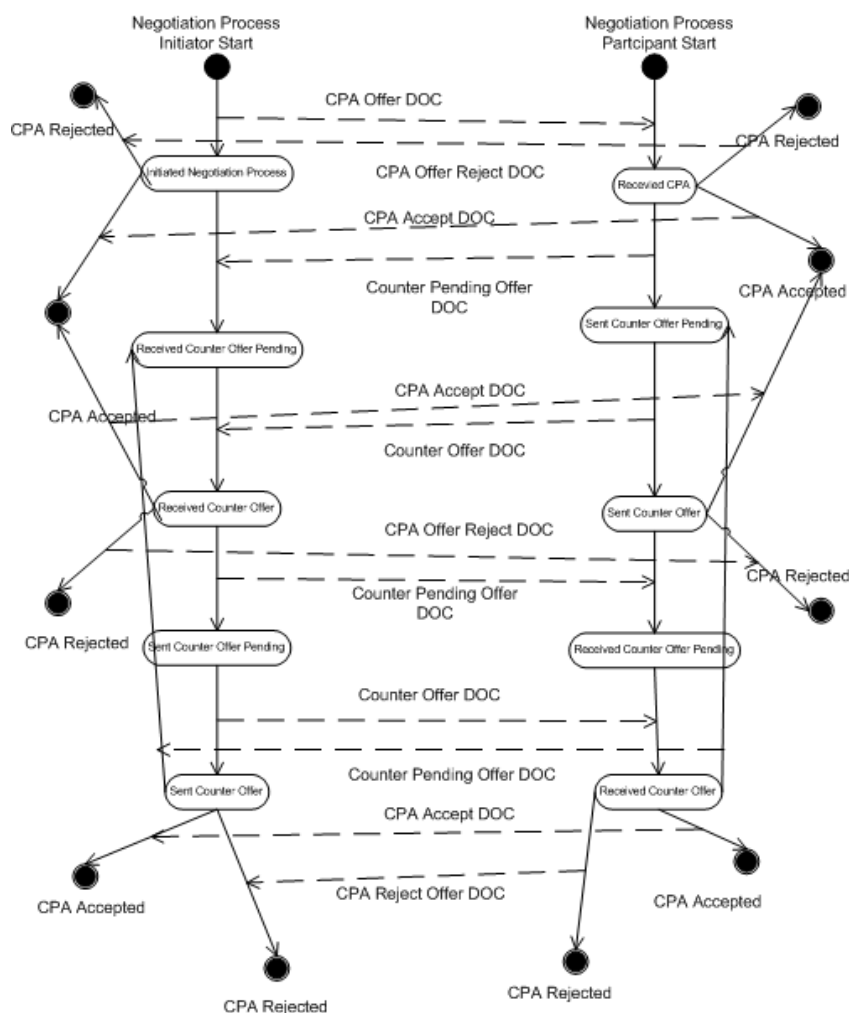 Negotiation Process
Initiator Start
Negotiation Process
Partcipant Start
CPA Offer DOC
CPA Rejected
CPA Rejected
Initiated Negotiation Process
CPA Offer Reject DOC
Recevied CPA
CPA Accept DOC
Counter Pending Offer
DOC
CPA Accepted
Sent Counter Offer Pending
Received Counter Offer Pending
CPA Accept DOC
CPA Accepted
Counter Offer DOC
Received Counter Offer
Sent Counter Offer
CPA Offer Reject DOC
CPA Rejected
Counter Pending Offer
DOC
CPA Rejected
Sent Counter Offer Pending
Received Counter Offer Pending
Counter Offer DOC
Counter Pending Offer DOC
Sent Counter Offer
Received Counter Offer
CPA Accept DOC
CPA Reject Offer DOC
CPA Accepted
CPA Accepted
CPA Rejected
CPA Rejected